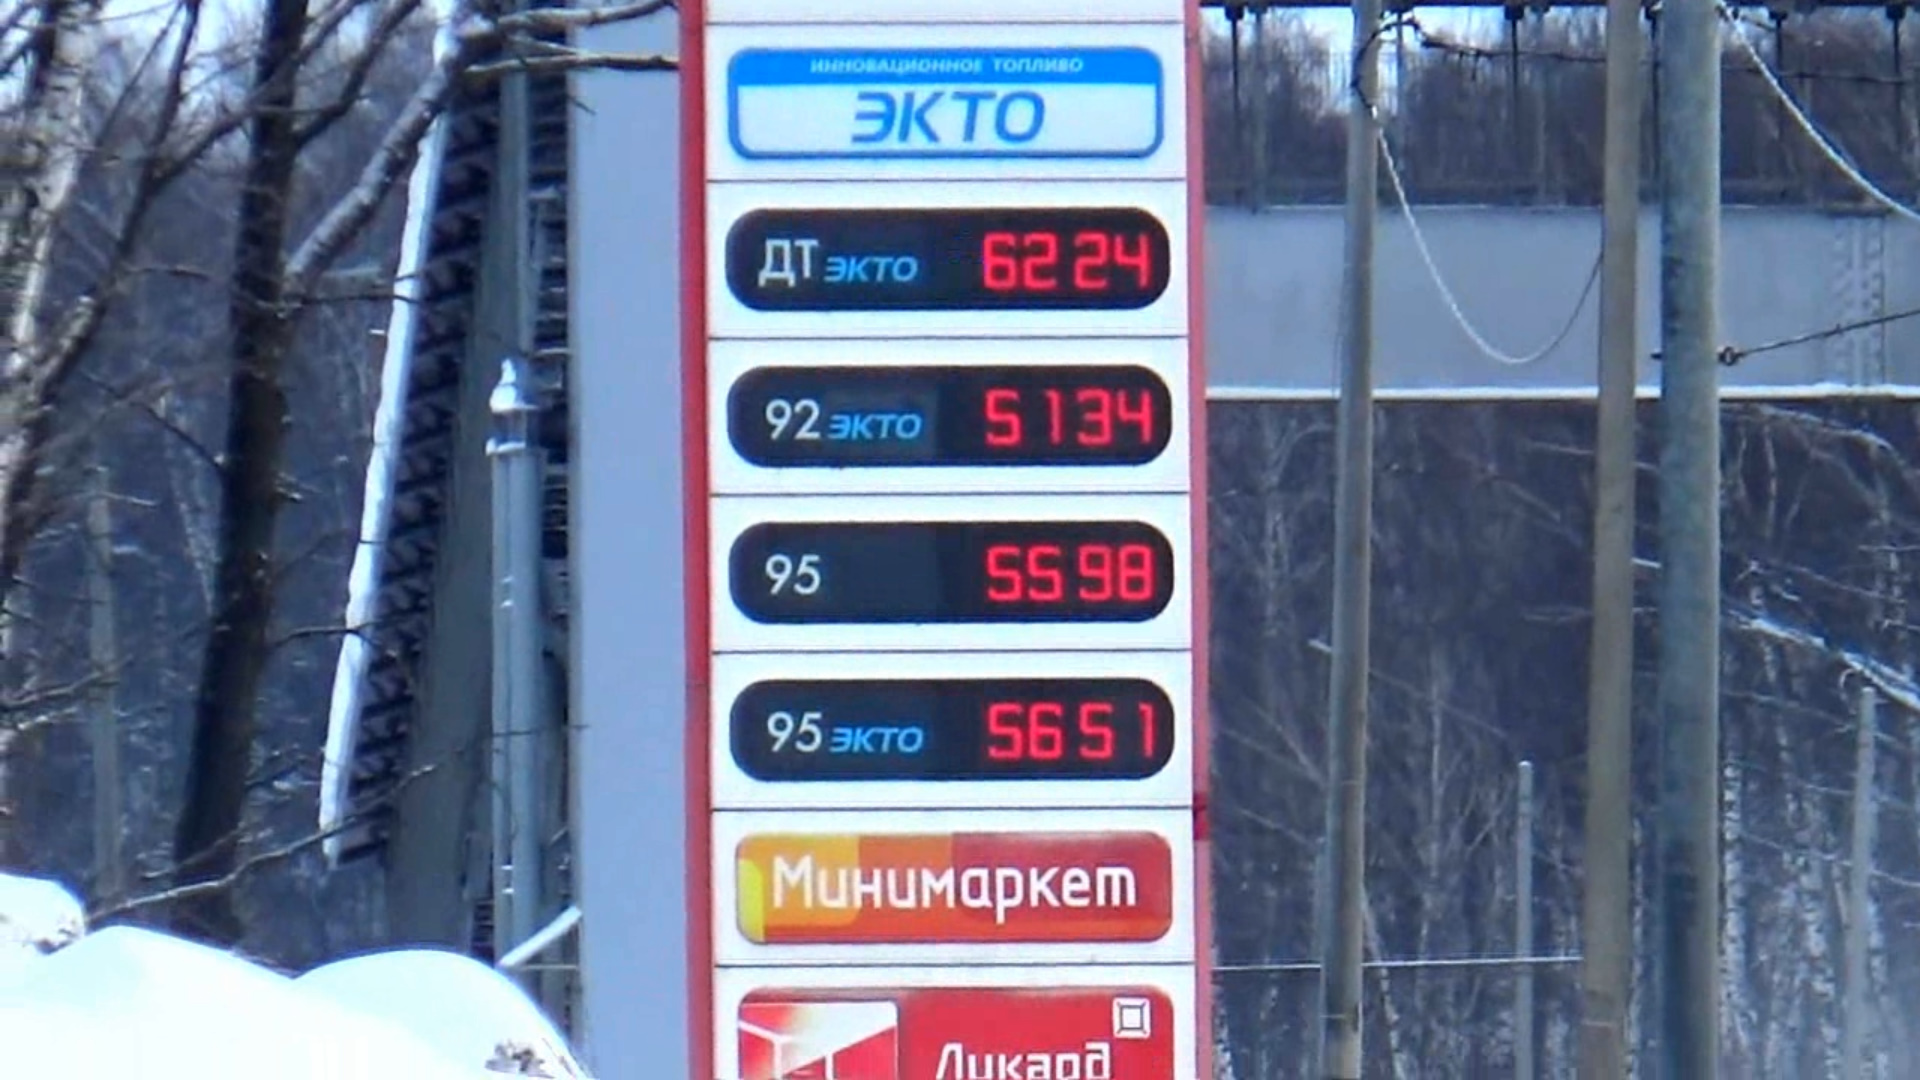 ИННОВАЦИОННОЕ ТОПЛИВО
ЭКТО
ДТ ЭКТО 62 24
92 ЭКТО 51 34
95 55 98
95 ЭКТО 56 51
Минимаркет
Ликард